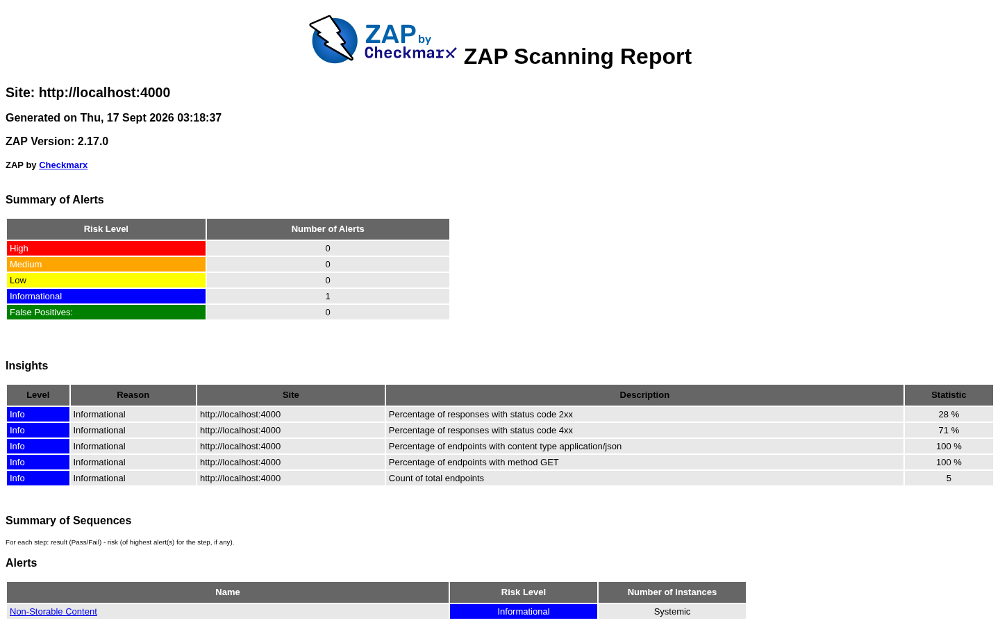 ZAP by
Checkmarx ZAP Scanning Report
Site: http://localhost:4000
Generated on Thu, 17 Sept 2026 03:18:37
ZAP Version: 2.17.0
ZAP by Checkmarx
Summary of Alerts
Risk Level Number of Alerts
High 0
Medium 0
Low 0
Informational 1
False Positives: 0
Insights
Level Reason Site Description Statistic
Info Informational http://localhost:4000 Percentage of responses with status code 2xx 28 %
Info Informational http://localhost:4000 Percentage of responses with status code 4xx 71 %
Info Informational http://localhost:4000 Percentage of endpoints with content type application/json 100 %
Info Informational http://localhost:4000 Percentage of endpoints with method GET 100 %
Info Informational http://localhost:4000 Count of total endpoints 5
Summary of Sequences
For each step: result (Pass/Fail) - risk (of highest alert(s) for the step, if any).
Alerts
Name Risk Level Number of Instances
Non-Storable Content Informational Systemic